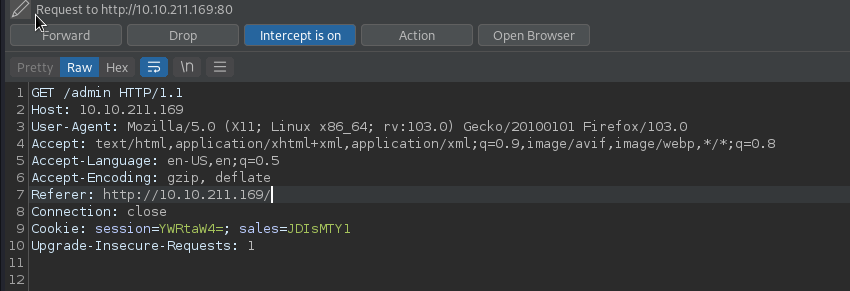 Request to http://10.10.211.169:80
Forward Drop Intercept is on Action Open Browser
Pretty Raw Hex \n
1 GET /admin HTTP/1.1
2 Host: 10.10.211.169
3 User-Agent: Mozilla/5.0 (X11; Linux x86_64; rv:103.0) Gecko/20100101 Firefox/103.0
4 Accept: text/html,application/xhtml+xml,application/xml;q=0.9,image/avif,image/webp,*/*;q=0.8
5 Accept-Language: en-US,en;q=0.5
6 Accept-Encoding: gzip, deflate
7 Referer: http://10.10.211.169/
8 Connection: close
9 Cookie: session=YWRtaW4=; sales=JDIsMTY1
10 Upgrade-Insecure-Requests: 1
11
12